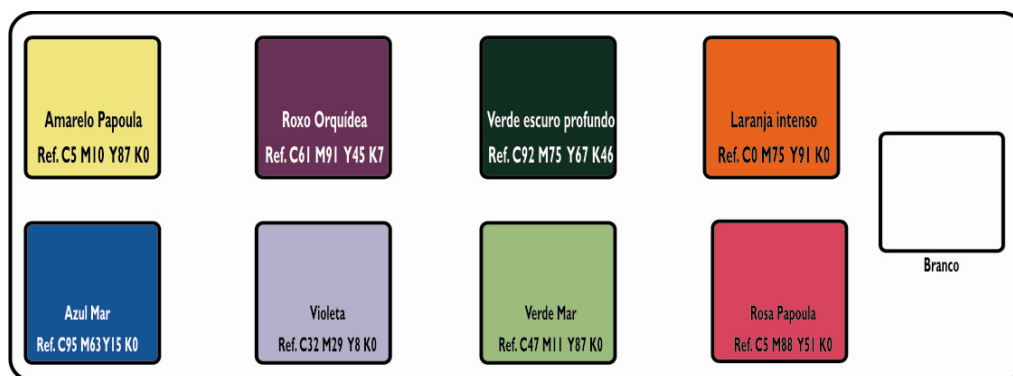 Amarelo Papoula
Ref. C5 M10 Y87 K0
Roxo Orquídea
Ref. C61 M91 Y45 K7
Verde escuro profundo
Ref. C92 M75 Y67 K46
Laranja intenso
Ref. C0 M75 Y91 K0
Branco
Azul Mar
Ref. C95 M63 Y15 K0
Violeta
Ref. C32 M29 Y8 K0
Verde Mar
Ref. C47 M11 Y87 K0
Rosa Papoula
Ref. C5 M88 Y51 K0